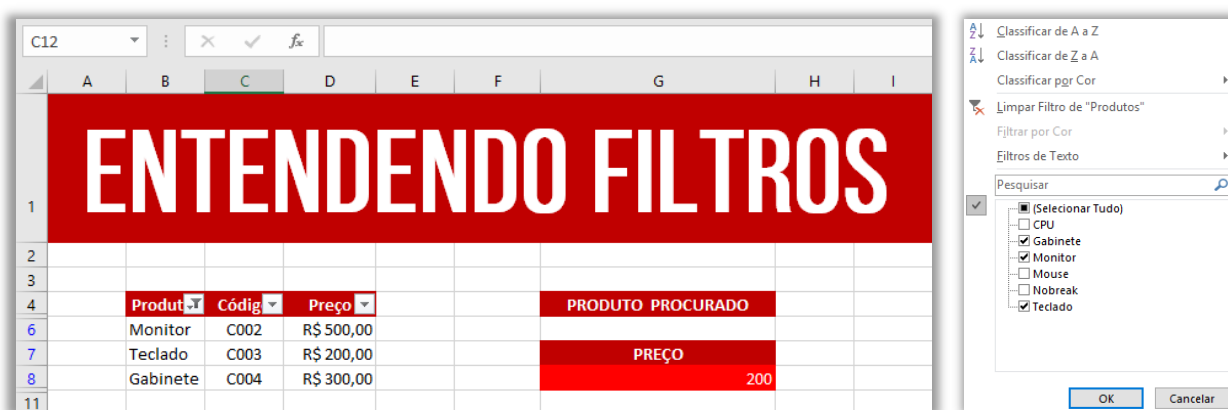 C12 fx
A B C D E F G H I
1 ENTENDENDO FILTROS
2
3
4 Produt Códig Preço PRODUTO PROCURADO
6 Monitor C002 R$ 500,00
7 Teclado C003 R$ 200,00 PREÇO
8 Gabinete C004 R$ 300,00 200
11
Classificar de A a Z
Classificar de Z a A
Classificar por Cor
Limpar Filtro de "Produtos"
Filtrar por Cor
Filtros de Texto
Pesquisar
(Selecionar Tudo)
CPU
Gabinete
Monitor
Mouse
Nobreak
Teclado
OK Cancelar